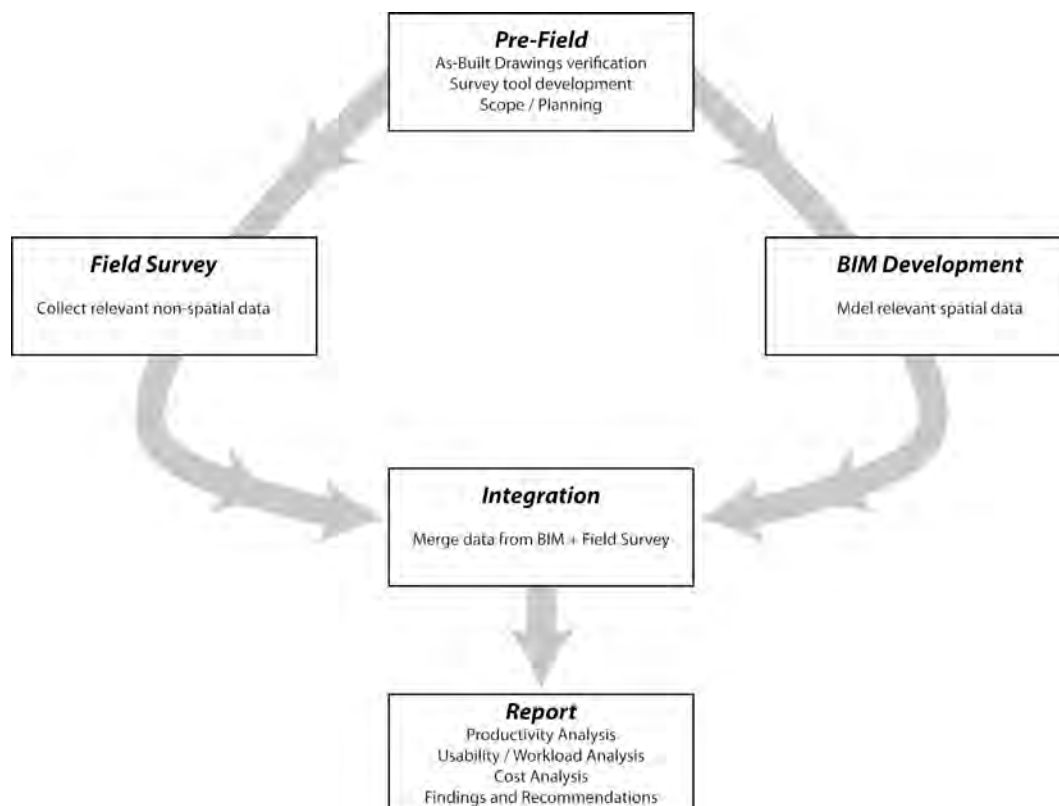 Pre-Field
As-Built Drawings verification
Survey tool development
Scope / Planning
Field Survey
Collect relevant non-spatial data
BIM Development
Mdel relevant spatial data
Integration
Merge data from BIM + Field Survey
Report
Productivity Analysis
Usability / Workload Analysis
Cost Analysis
Findings and Recommendations